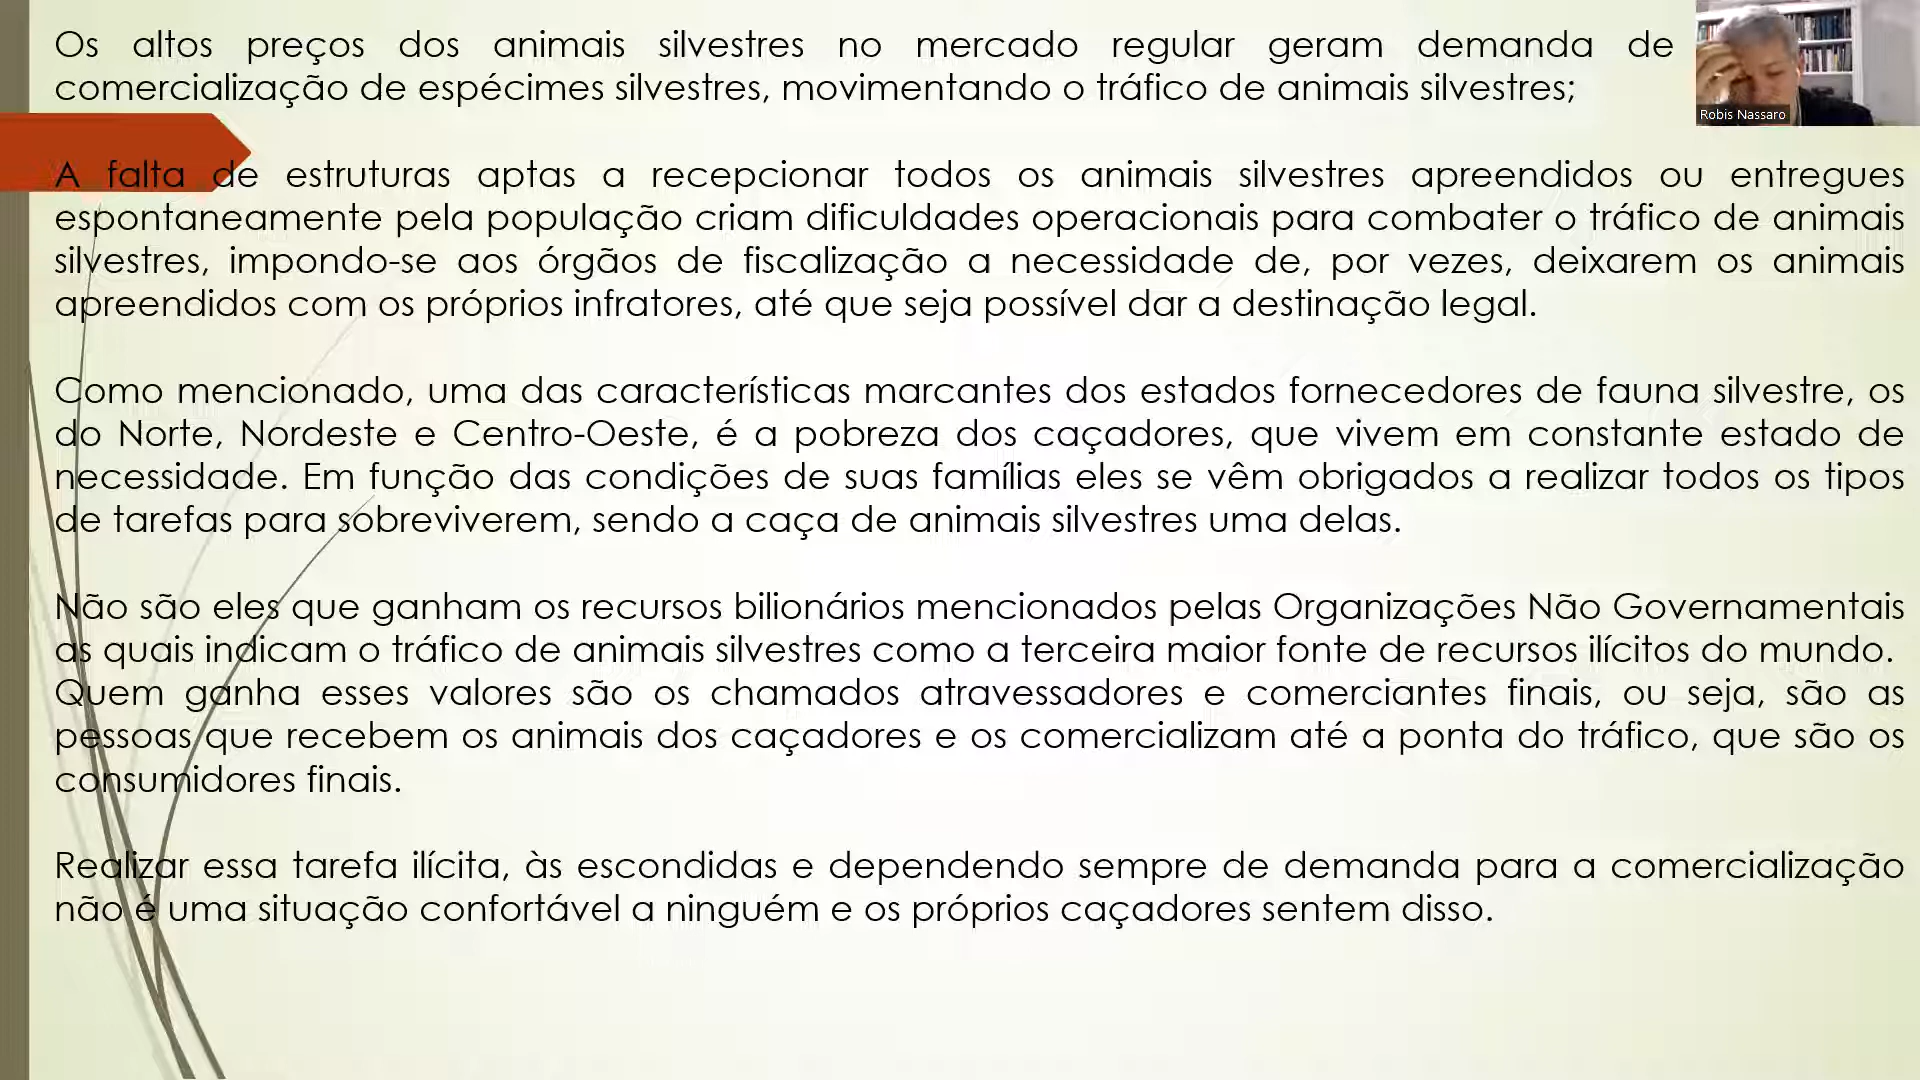 Os altos preços dos animais silvestres no mercado regular geram demanda de
comercialização de espécimes silvestres, movimentando o tráfico de animais silvestres;
Robis Nassaro
A falta de estruturas aptas a recepcionar todos os animais silvestres apreendidos ou entregues
espontaneamente pela população criam dificuldades operacionais para combater o tráfico de animais
silvestres, impondo-se aos órgãos de fiscalização a necessidade de, por vezes, deixarem os animais
apreendidos com os próprios infratores, até que seja possível dar a destinação legal.
Como mencionado, uma das características marcantes dos estados fornecedores de fauna silvestre, os
do Norte, Nordeste e Centro-Oeste, é a pobreza dos caçadores, que vivem em constante estado de
necessidade. Em função das condições de suas famílias eles se vêm obrigados a realizar todos os tipos
de tarefas para sobreviverem, sendo a caça de animais silvestres uma delas.
Não são eles que ganham os recursos bilionários mencionados pelas Organizações Não Governamentais
as quais indicam o tráfico de animais silvestres como a terceira maior fonte de recursos ilícitos do mundo.
Quem ganha esses valores são os chamados atravessadores e comerciantes finais, ou seja, são as
pessoas que recebem os animais dos caçadores e os comercializam até a ponta do tráfico, que são os
consumidores finais.
Realizar essa tarefa ilícita, às escondidas e dependendo sempre de demanda para a comercialização
não é uma situação confortável a ninguém e os próprios caçadores sentem disso.